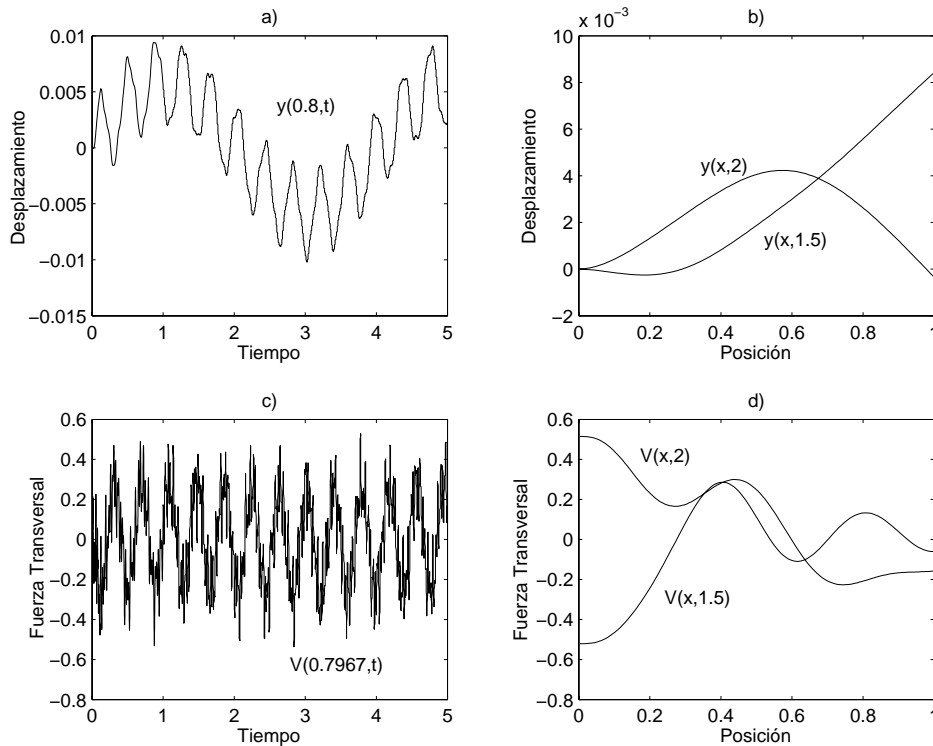 a)
0.01
0.005
0
−0.005
−0.01
−0.015
0 1 2 3 4 5
Desplazamiento
Tiempo
y(0.8,t)
b)
x 10⁻³
10
8
6
4
2
0
−2
0 0.2 0.4 0.6 0.8 1
Desplazamiento
Posición
y(x,2)
y(x,1.5)
c)
0.6
0.4
0.2
0
−0.2
−0.4
−0.6
−0.8
0 1 2 3 4 5
Fuerza Transversal
Tiempo
V(0.7967,t)
d)
0.6
0.4
0.2
0
−0.2
−0.4
−0.6
−0.8
0 0.2 0.4 0.6 0.8 1
Fuerza Transversal
Posición
V(x,2)
V(x,1.5)